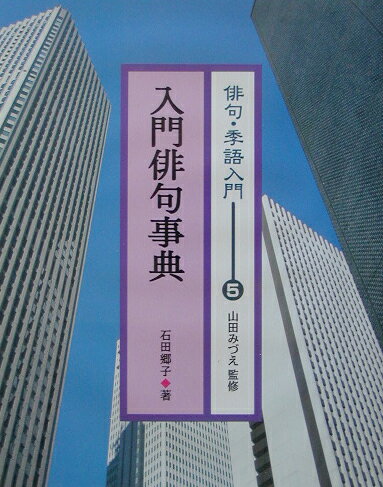 俳句・季語入門
5
山田みづえ 監修
入門俳句事典
石田郷子◆著